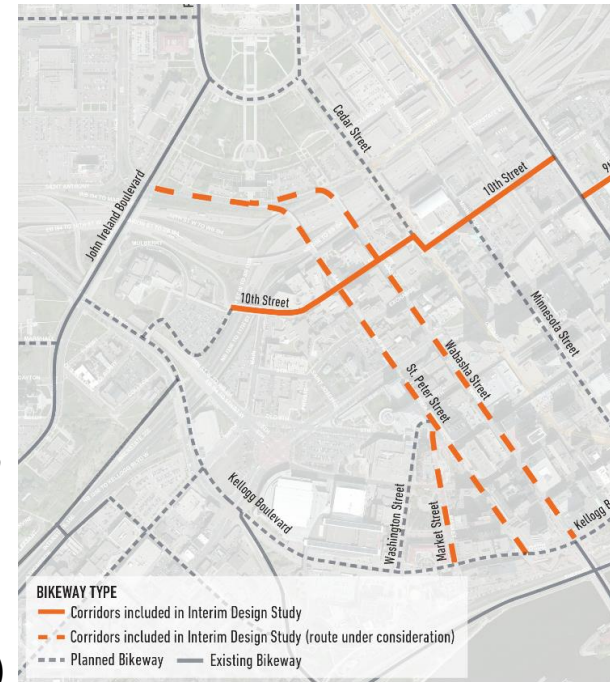 Cedar Street
John Ireland Boulevard
10th Street
10th Street
Minnesota Street
Wabasha Street
St. Peter Street
Kellogg Boulevard
Washington Street
Market Street
BIKEWAY TYPE
Corridors included in Interim Design Study
Corridors included in Interim Design Study (route under consideration)
Planned Bikeway
Existing Bikeway